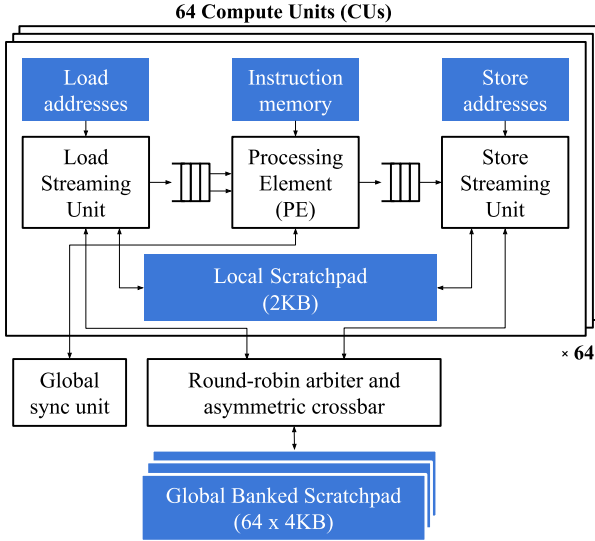 64 Compute Units (CUs)
Load
addresses
Instruction
memory
Store
addresses
Load
Streaming
Unit
Processing
Element
(PE)
Store
Streaming
Unit
Local Scratchpad
(2KB)
× 64
Global
sync unit
Round-robin arbiter and
asymmetric crossbar
Global Banked Scratchpad
(64 x 4KB)